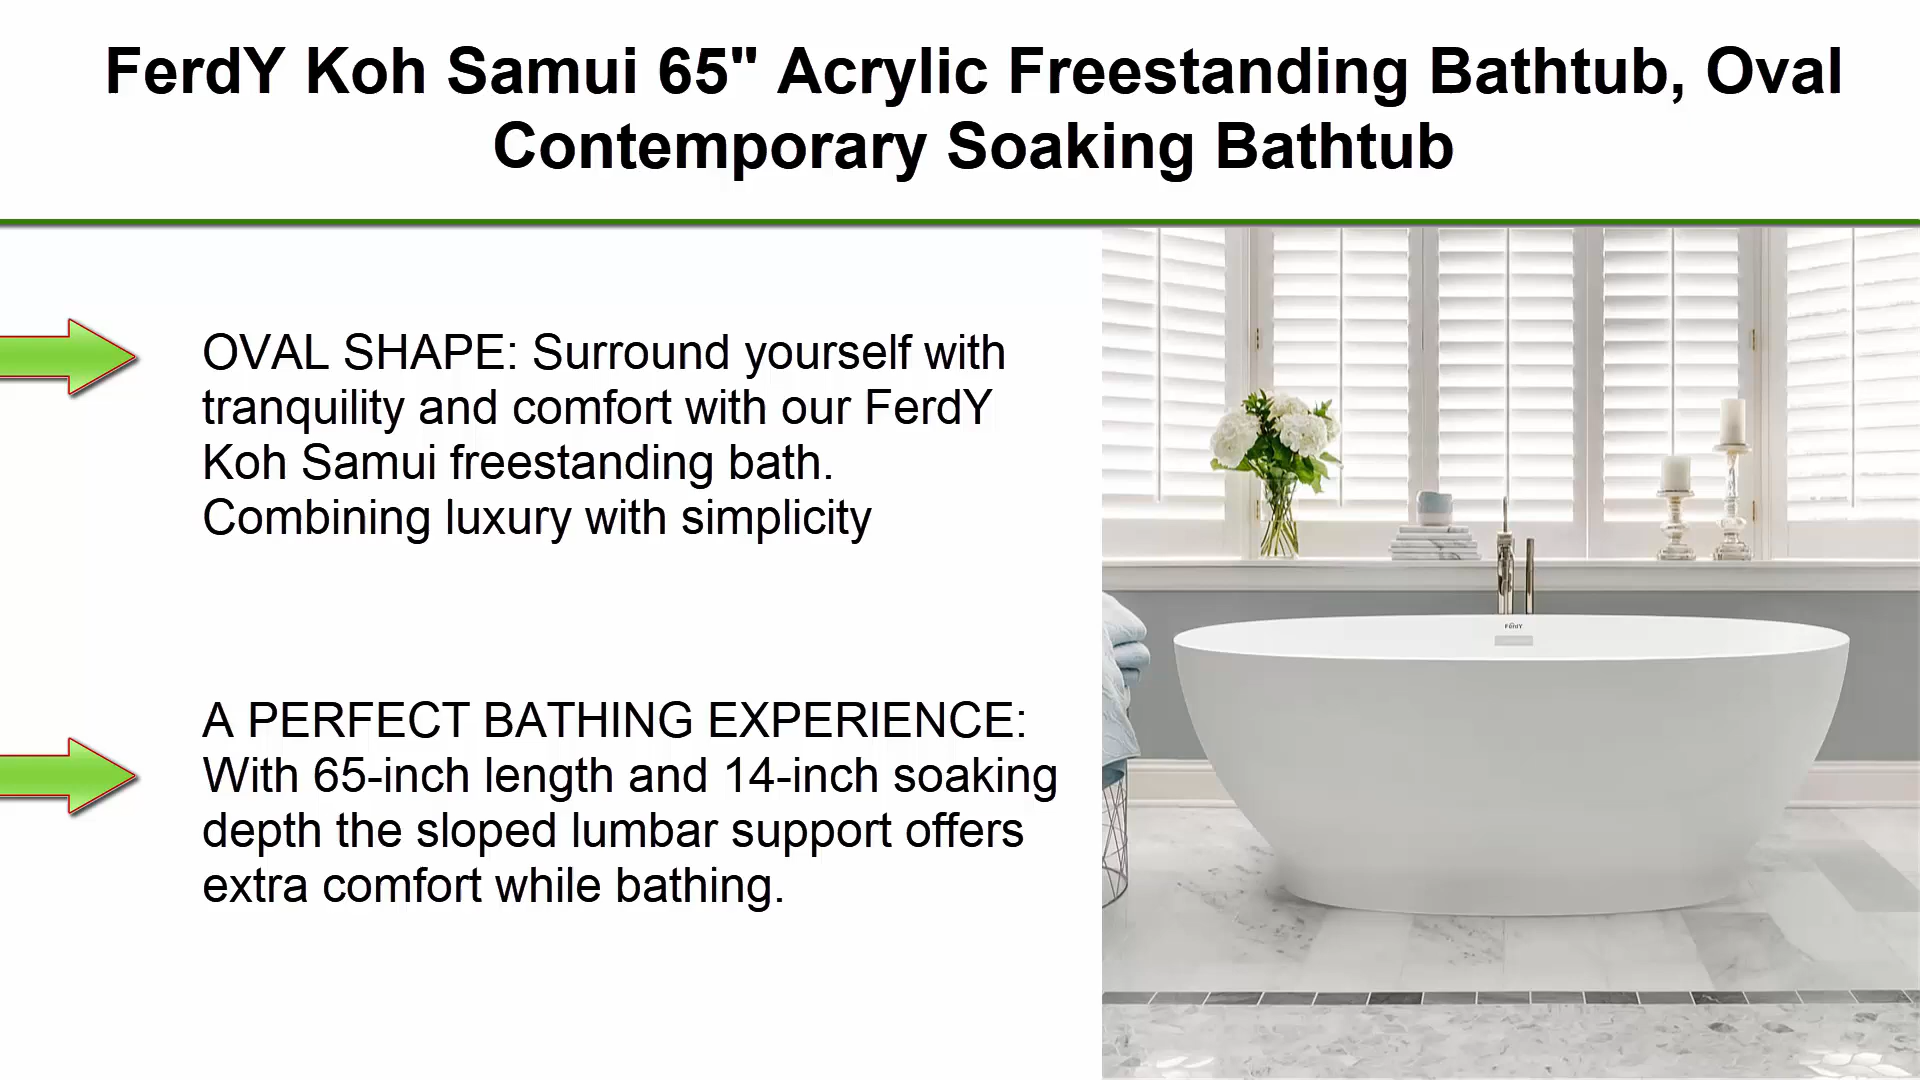 FerdY Koh Samui 65" Acrylic Freestanding Bathtub, Oval
Contemporary Soaking Bathtub
OVAL SHAPE: Surround yourself with
tranquility and comfort with our FerdY
Koh Samui freestanding bath.
Combining luxury with simplicity
A PERFECT BATHING EXPERIENCE:
With 65-inch length and 14-inch soaking
depth the sloped lumbar support offers
extra comfort while bathing.
FerdY